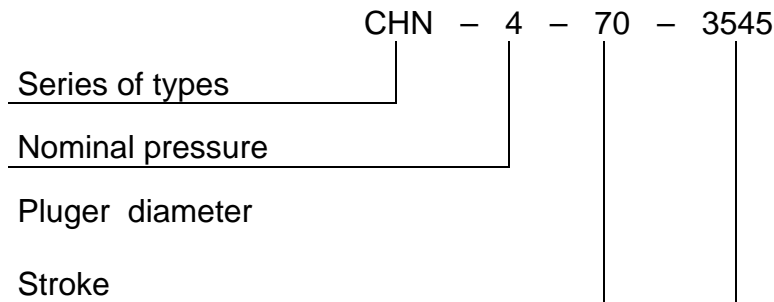 CHN – 4 – 70 – 3545
Series of types
Nominal pressure
Pluger diameter
Stroke